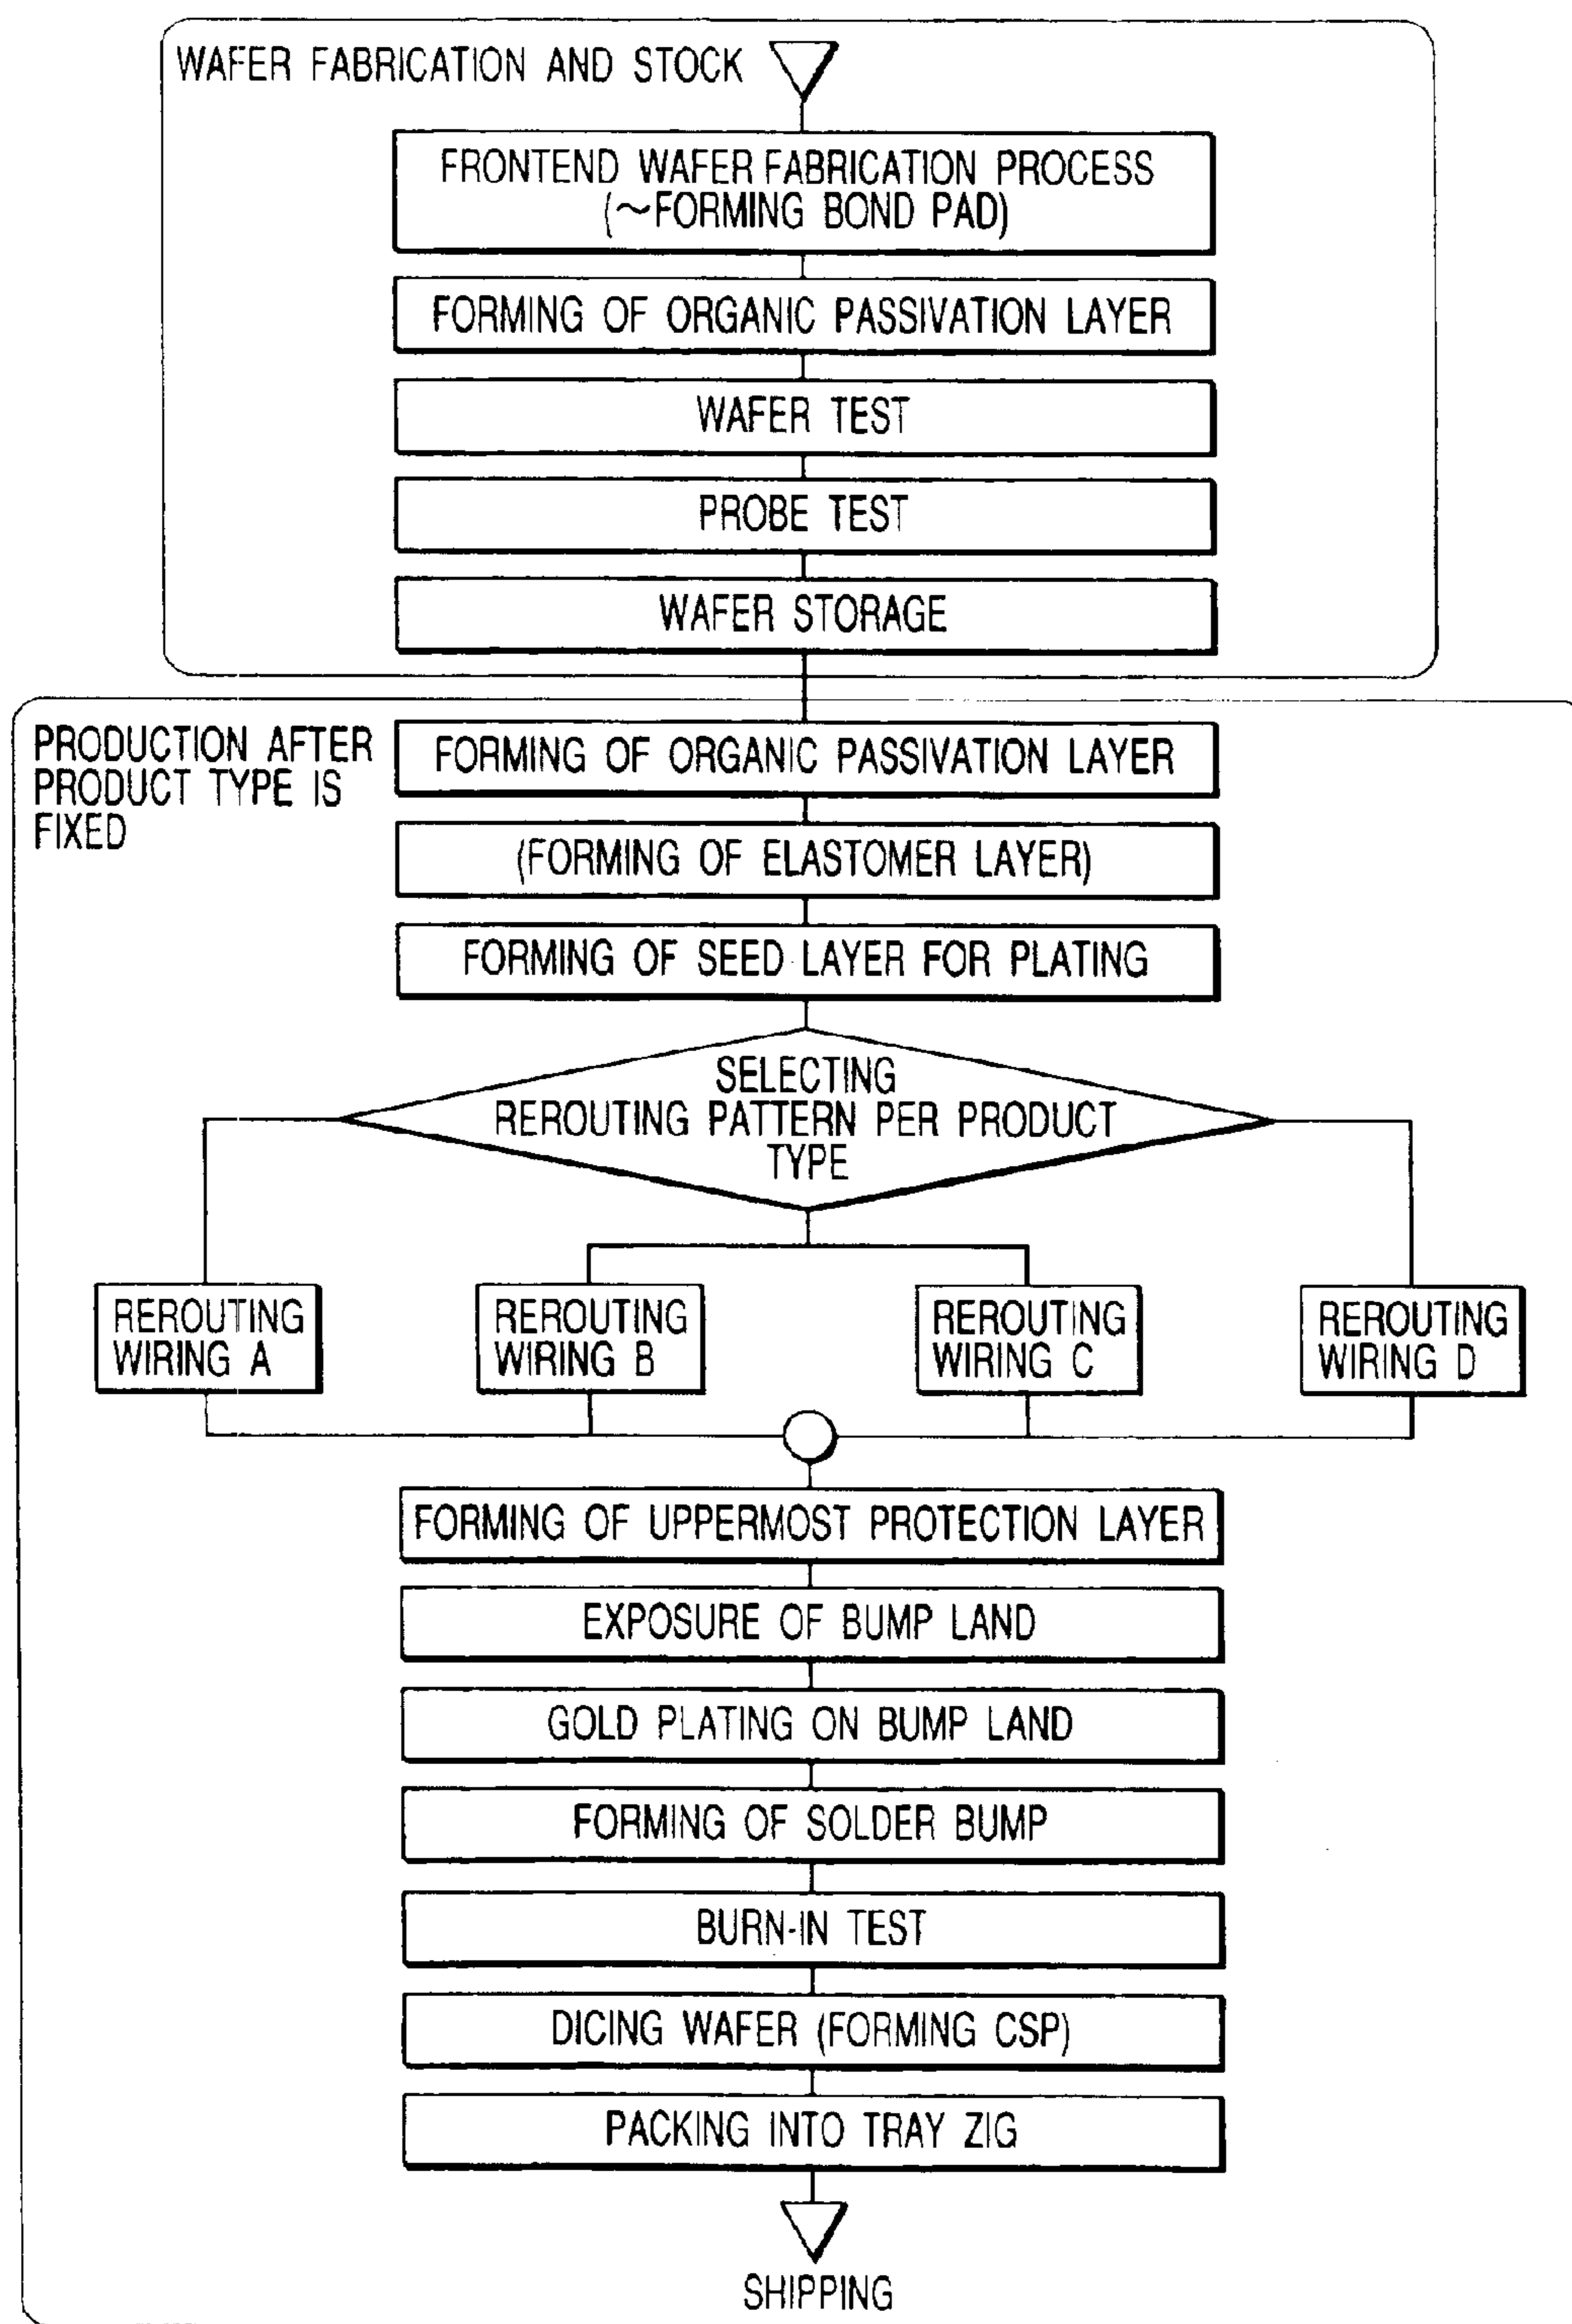 WAFER FABRICATION AND STOCK
FRONTEND WAFER FABRICATION PROCESS
(~FORMING BOND PAD)
FORMING OF ORGANIC PASSIVATION LAYER
WAFER TEST
PROBE TEST
WAFER STORAGE
PRODUCTION AFTER
PRODUCT TYPE IS
FIXED
FORMING OF ORGANIC PASSIVATION LAYER
(FORMING OF ELASTOMER LAYER)
FORMING OF SEED LAYER FOR PLATING
SELECTING
REROUTING PATTERN PER PRODUCT
TYPE
REROUTING
WIRING A
REROUTING
WIRING B
REROUTING
WIRING C
REROUTING
WIRING D
FORMING OF UPPERMOST PROTECTION LAYER
EXPOSURE OF BUMP LAND
GOLD PLATING ON BUMP LAND
FORMING OF SOLDER BUMP
BURN-IN TEST
DICING WAFER (FORMING CSP)
PACKING INTO TRAY ZIG
SHIPPING